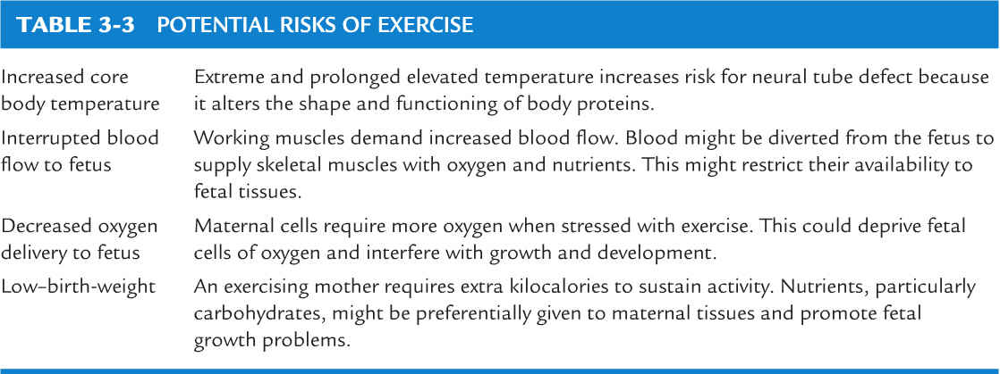 TABLE 3-3 POTENTIAL RISKS OF EXERCISE
Increased core body temperature
Extreme and prolonged elevated temperature increases risk for neural tube defect because
it alters the shape and functioning of body proteins.
Interrupted blood flow to fetus
Working muscles demand increased blood flow. Blood might be diverted from the fetus to
supply skeletal muscles with oxygen and nutrients. This might restrict their availability to
fetal tissues.
Decreased oxygen delivery to fetus
Maternal cells require more oxygen when stressed with exercise. This could deprive fetal
cells of oxygen and interfere with growth and development.
Low–birth-weight
An exercising mother requires extra kilocalories to sustain activity. Nutrients, particularly
carbohydrates, might be preferentially given to maternal tissues and promote fetal
growth problems.